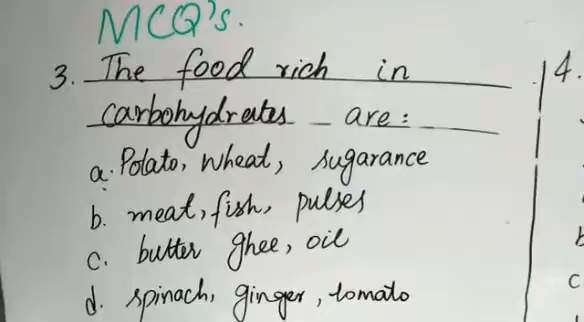 MCQ's.
3. The food rich in
carbohydrates are:
a. Potato, wheat, sugarance
b. meat, fish, pulses
c. butter ghee, oil
d. spinach, ginger, tomato
14.
c